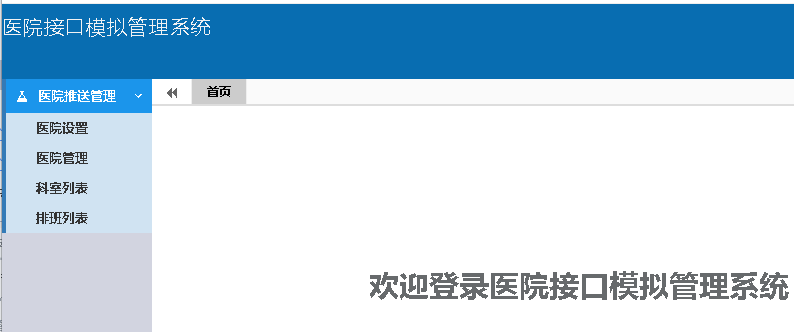 医院接口模拟管理系统
医院推送管理
首页
医院设置
医院管理
科室列表
排班列表
欢迎登录医院接口模拟管理系统